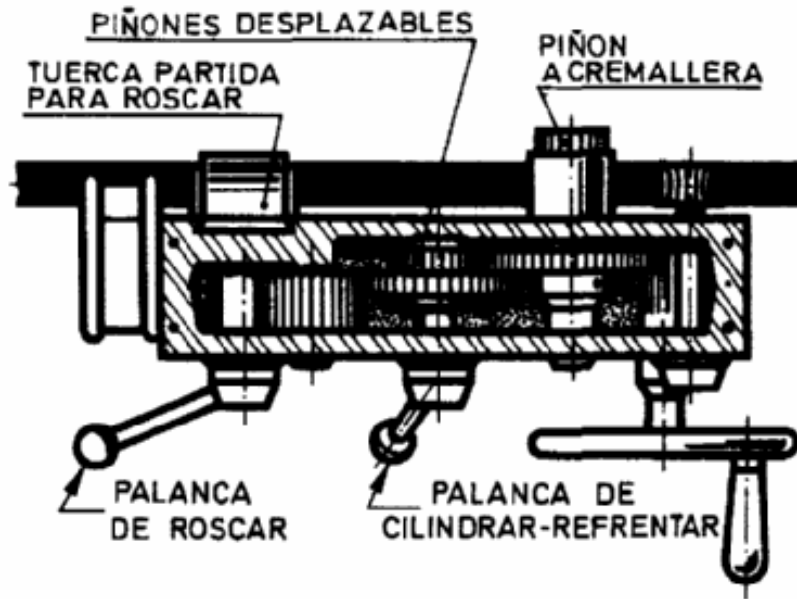 PIÑONES DESPLAZABLES
TUERCA PARTIDA
PARA ROSCAR
PIÑON
A CREMALLERA
PALANCA
DE ROSCAR
PALANCA DE
CILINDRAR-REFRENTAR